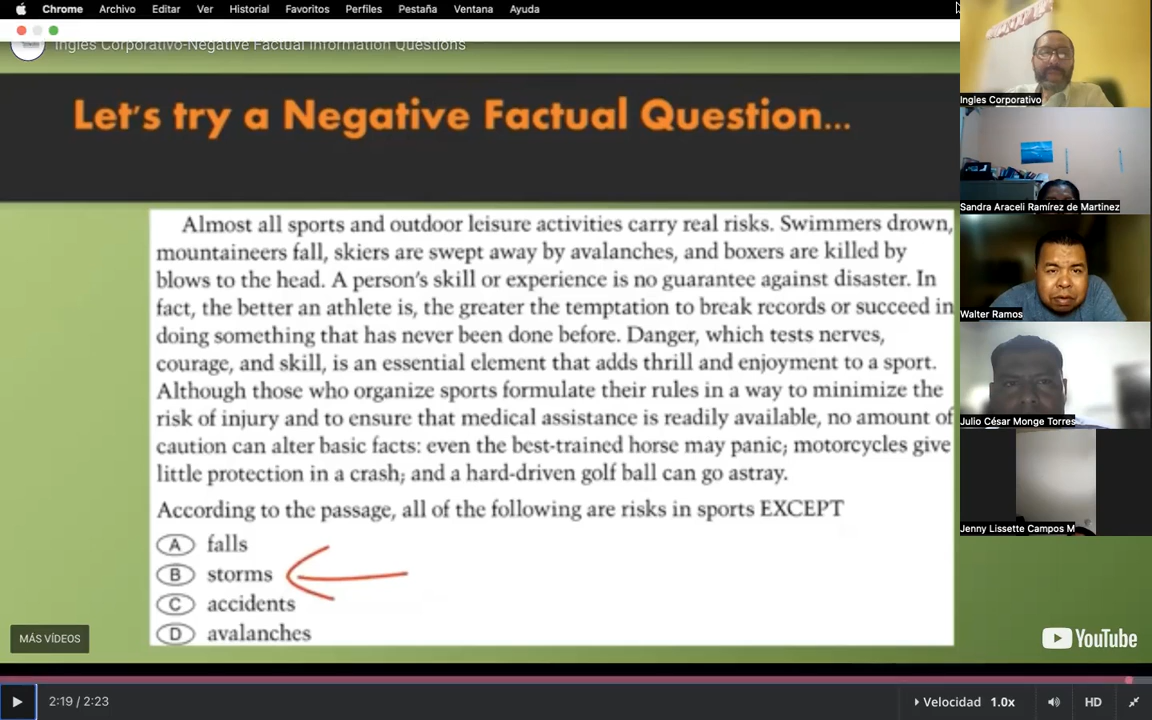 Chrome Archivo Editar Ver Historial Favoritos Perfiles Pestaña Ventana Ayuda
Ingles Corporativo-Negative Factual Information Questions
Let's try a Negative Factual Question...
Almost all sports and outdoor leisure activities carry real risks. Swimmers drown,
mountaineers fall, skiers are swept away by avalanches, and boxers are killed by
blows to the head. A person's skill or experience is no guarantee against disaster. In
fact, the better an athlete is, the greater the temptation to break records or succeed in
doing something that has never been done before. Danger, which tests nerves,
courage, and skill, is an essential element that adds thrill and enjoyment to a sport.
Although those who organize sports formulate their rules in a way to minimize the
risk of injury and to ensure that medical assistance is readily available, no amount of
caution can alter basic facts: even the best-trained horse may panic; motorcycles give
little protection in a crash; and a hard-driven golf ball can go astray.
According to the passage, all of the following are risks in sports EXCEPT
A falls
B storms
C accidents
D avalanches
MÁS VÍDEOS
YouTube
2:19 / 2:23
Velocidad 1.0x
HD
Ingles Corporativo
Sandra Araceli Ramírez de Martinez
Walter Ramos
Julio César Monge Torres
Jenny Lissette Campos M